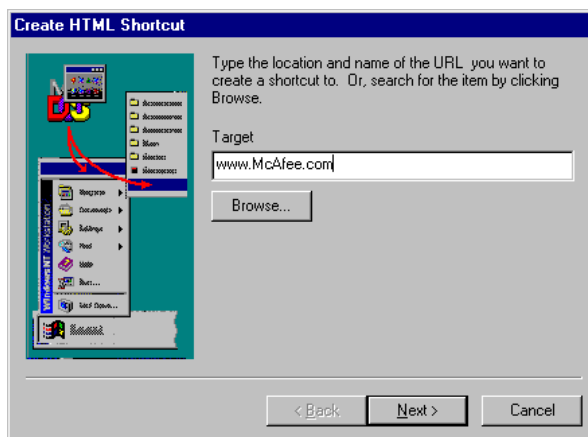 Create HTML Shortcut
Type the location and name of the URL you want to
create a shortcut to. Or, search for the item by clicking
Browse.
Target
www.McAfee.com
Browse...
Windows NT Workstation
< Back
Next >
Cancel